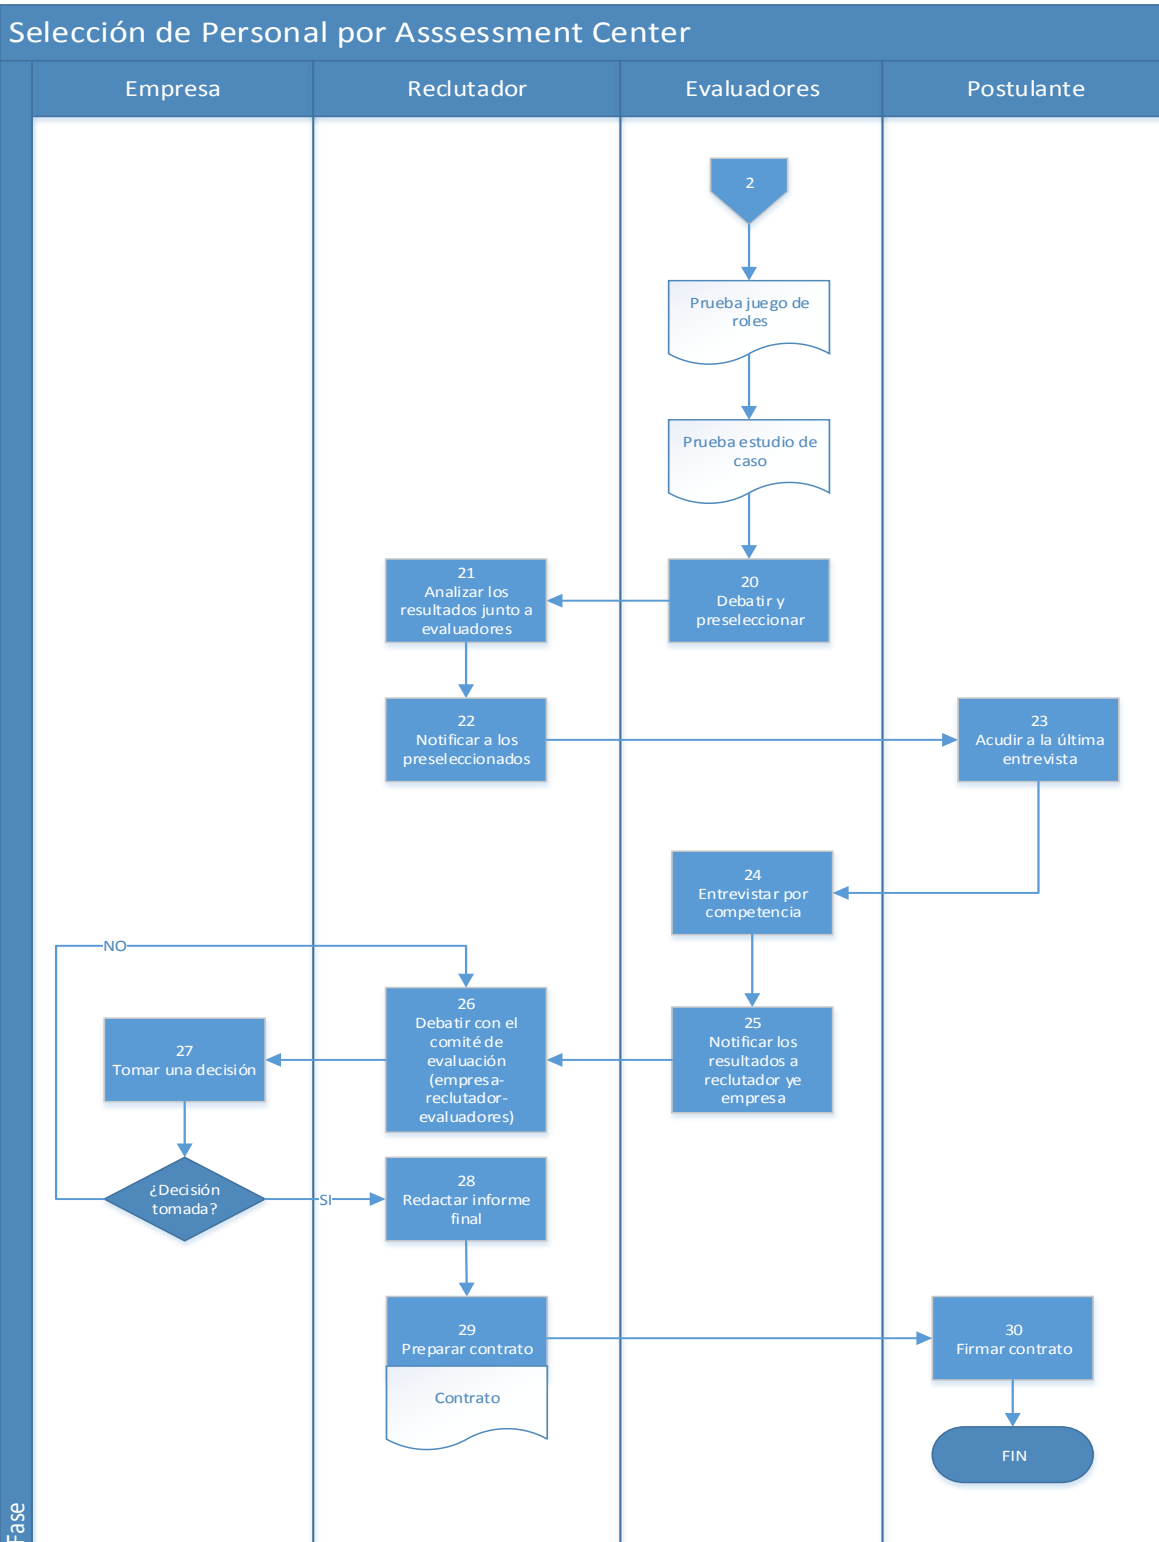 Selección de Personal por Asssessment Center
Empresa
Reclutador
Evaluadores
Postulante
2
Prueba juego de
roles
Prueba estudio de
caso
20
Debatir y
preseleccionar
21
Analizar los
resultados junto a
evaluadores
22
Notificar a los
preseleccionados
23
Acudir a la última
entrevista
24
Entrevistar por
competencia
25
Notificar los
resultados a
reclutador ye
empresa
NO
26
Debatir con el
comité de
evaluación
(empresa-
reclutador-
evaluadores)
27
Tomar una decisión
¿Decisión
tomada?
SI
28
Redactar informe
final
29
Preparar contrato
Contrato
30
Firmar contrato
FIN
Fase